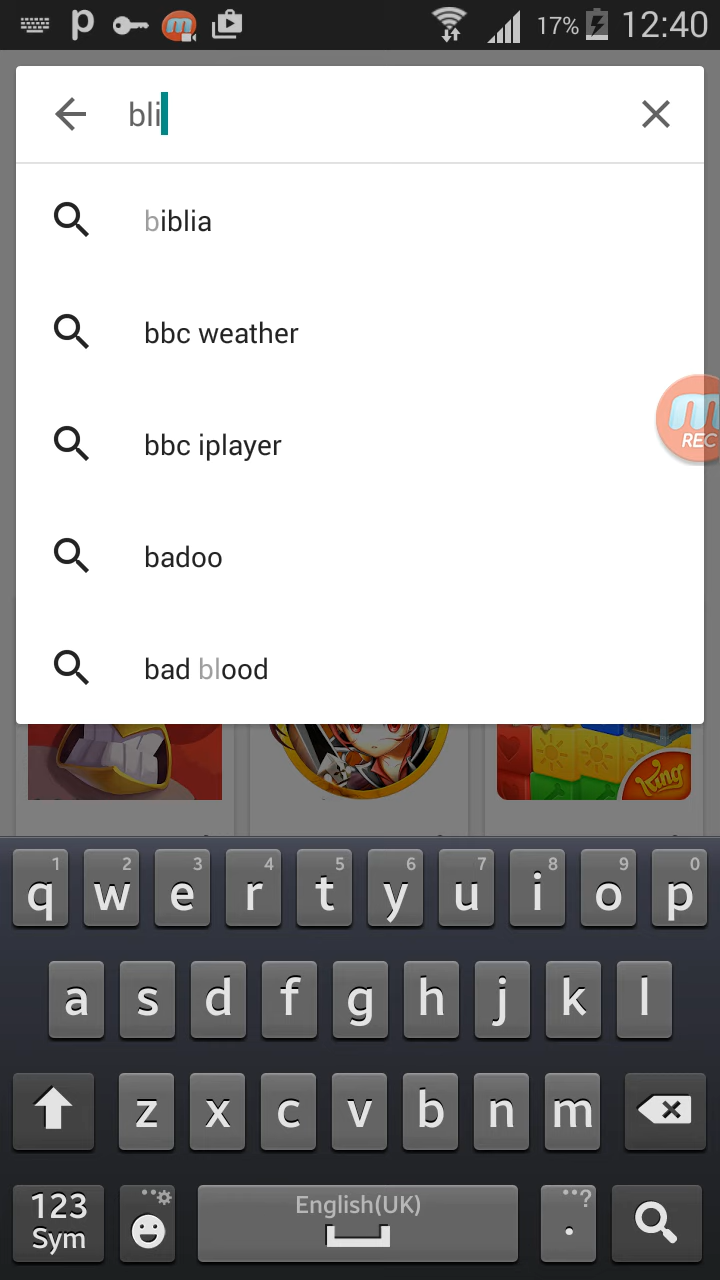 p m 17% 12:40
bli
biblia
bbc weather
bbc iplayer
m
REC
badoo
bad blood
King
1 2 3 4 5 6 7 8 9 0
q w e r t y u i o p
a s d f g h j k l
z x c v b n m
123
Sym
English(UK)
..?
.